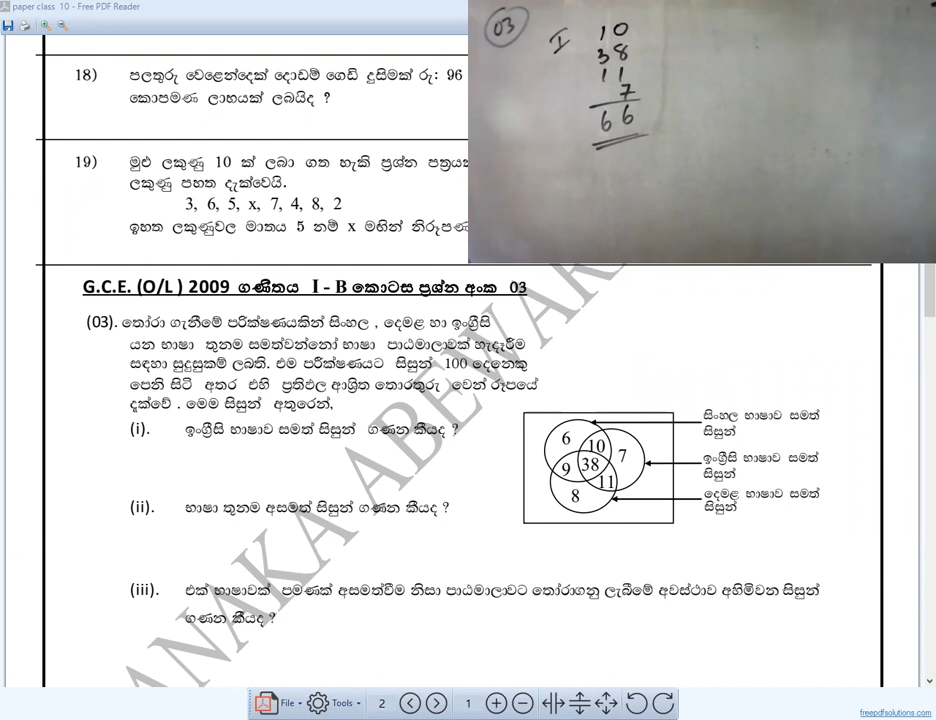 paper class 10 - Free PDF Reader
03
I 10
38
11
7
66
18) පලතුරු වෙළෙන්දෙක් දොඩම් ගෙඩි දුසිමක් රු: 96
කොපමණ ලාභයක් ලබයිද ?
19) මුළු ලකුණු 10 ක් ලබා ගත හැකි ප්‍රශ්න පත්‍රයක
ලකුණු පහත දැක්වෙයි.
3, 6, 5, x, 7, 4, 8, 2
ඉහත ලකුණුවල මාතය 5 නම් x මඟින් නිරූපණ
G.C.E. (O/L ) 2009 ගණිතය I - B කොටස ප්‍රශ්න අංක 03
(03). තෝරා ගැනීමේ පරික්ෂණයකින් සිංහල , දෙමළ හා ඉංග්‍රීසි
යන භාෂා තුනම සමත්වන්නෝ භාෂා පාඨමාලාවක් හැදෑරීම
සඳහා සුදුසුකම් ලබති. එම පරීක්ෂණයට සිසුන් 100 දෙනෙකු
පෙනි සිටි අතර එහි ප්‍රතිඵල ආශ්‍රිත තොරතුරු වෙන් රූපයේ
දැක්වේ . මෙම සිසුන් අතුරෙන්,
(i). ඉංග්‍රීසි භාෂාව සමත් සිසුන් ගණන කීයද ?
(ii). භාෂා තුනම අසමත් සිසුන් ගණන කීයද ?
6 10 7
9 38
11
8
සිංහල භාෂාව සමත්
සිසුන්
ඉංග්‍රීසි භාෂාව සමත්
සිසුන්
දෙමළ භාෂාව සමත්
සිසුන්
(iii). එක් භාෂාවක් පමණක් අසමත්වීම නිසා පාඨමාලාවට තෝරාගනු ලැබීමේ අවස්ථාව අහිමිවන සිසුන්
ගණන කීයද ?
ANAKA ABEWAR
File Tools 2 1
freepdfsolutions.com